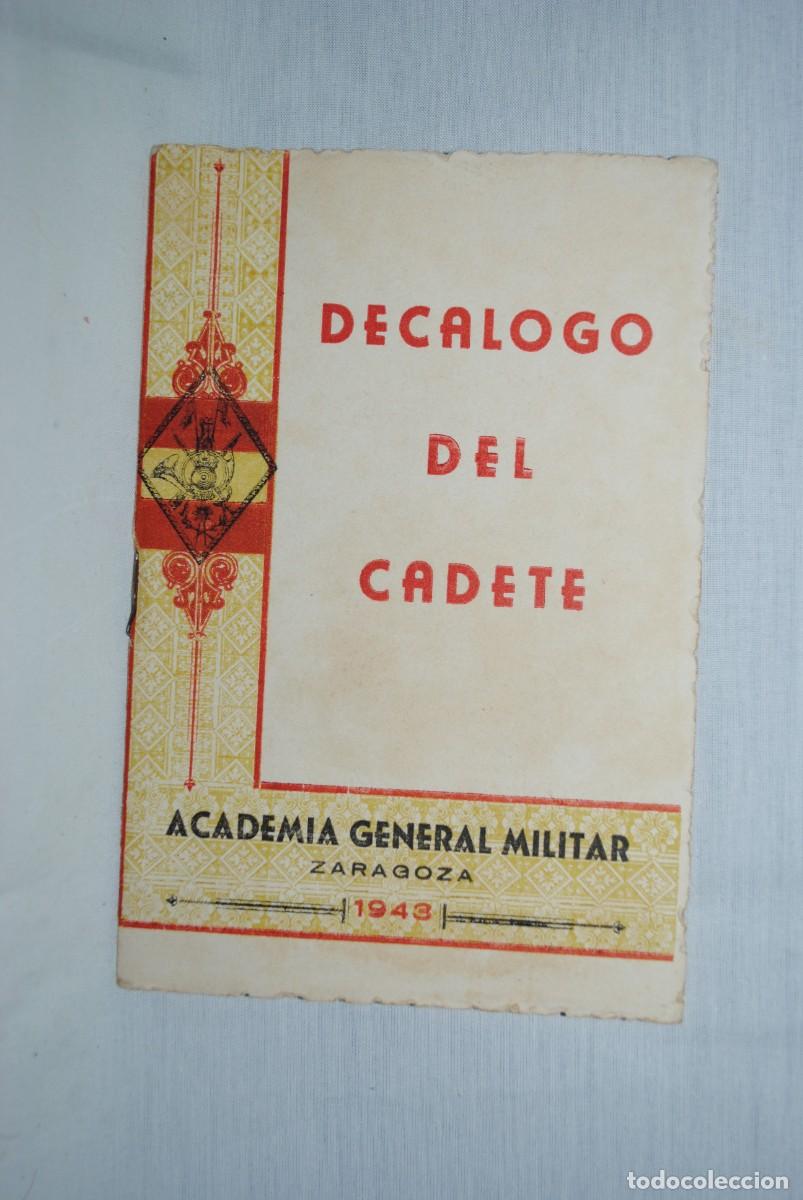 DECALOGO
DEL
CADETE
ACADEMIA GENERAL MILITAR
ZARAGOZA
1943
todocoleccion